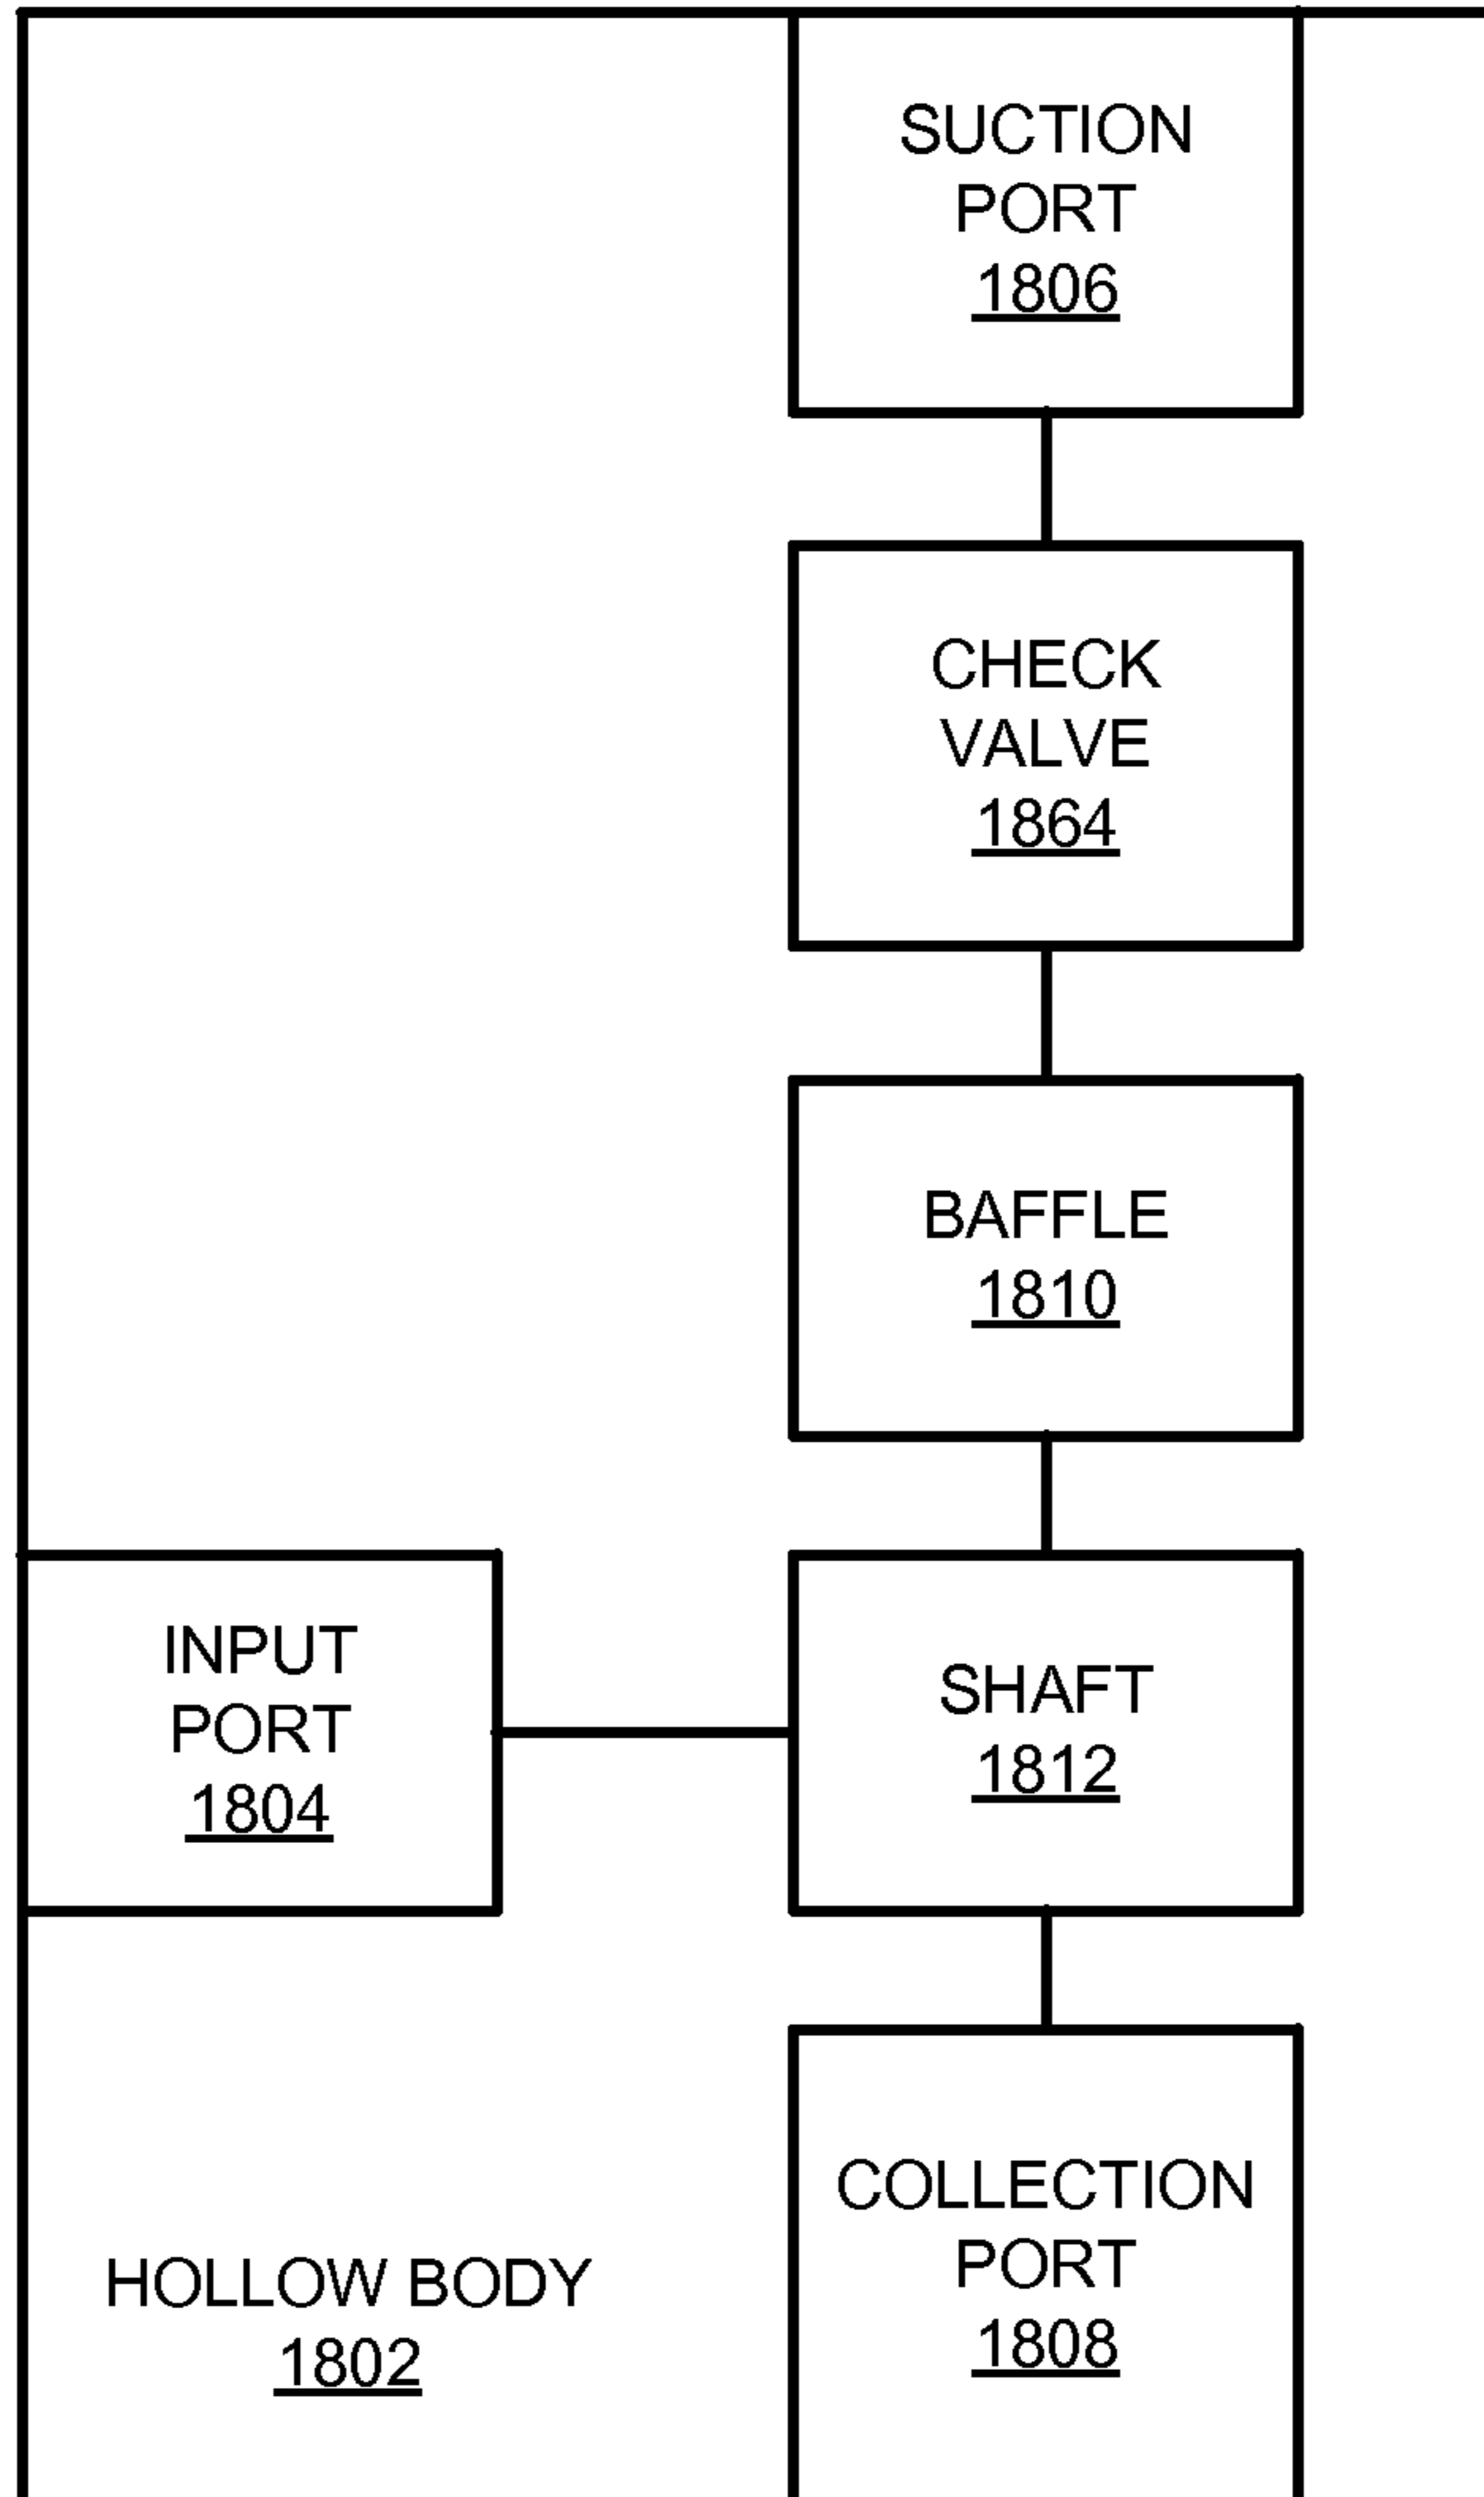 SUCTION
PORT
1806
CHECK
VALVE
1864
BAFFLE
1810
INPUT
PORT
1804
SHAFT
1812
COLLECTION
PORT
1808
HOLLOW BODY
1802